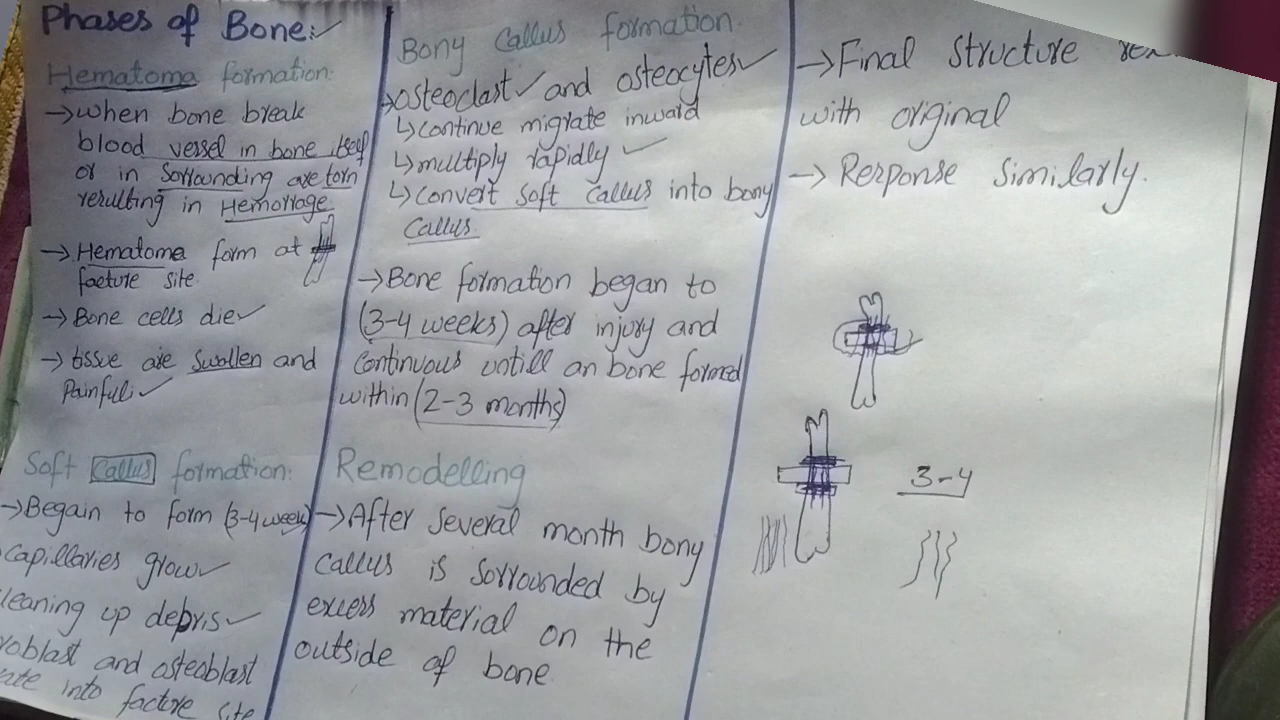 Phases of Bone:
Hematoma formation:
→ when bone break
blood vessel in bone itself
or in Sorrounding are torn
resulting in Hemorrage.
→ Hematoma form at
facture site.
→ Bone cells die
→ tissue are swollen and
Painful.
Soft Callus formation:
→ Begain to form (3-4 week)
capillaries grow
leaning up debris
roblast and osteoblast
ate into facture site
Bony Callus formation.
→ osteoclast and osteocytes
↳ continue migrate inward
↳ multiply rapidly
↳ convert soft callus into bony
Callus.
→ Bone formation began to
(3-4 weeks) after injury and
continuous untill an bone formed
within (2-3 months)
Remodelling
→ After several month bony
callus is sorrounded by
excess material on the
outside of bone.
→ Final Structure
with original
→ Response similarly.
3-4